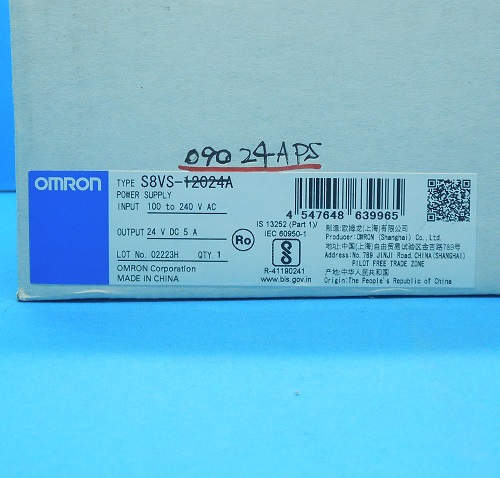 09024APS
OMRON
TYPE S8VS-12024A
POWER SUPPLY
INPUT 100 to 240 V AC
OUTPUT 24 V DC 5 A
LOT No. 02223H QTY. 1
OMRON Corporation
MADE IN CHINA
Ro
IS 13252 (Part 1)/
IEC 60950-1
R-41190241
www.bis.gov.in
4 547648 639965
制造:欧姆龙(上海)有限公司
Producer:OMRON (Shanghai) Co.,Ltd.
地址:中国(上海)自由贸易试验区金吉路789号
Address:No. 789 JINJI Road,CHINA(SHANGHAI)
PILOT FREE TRADE ZONE
产地:中华人民共和国
Origin:The People's Republic of China